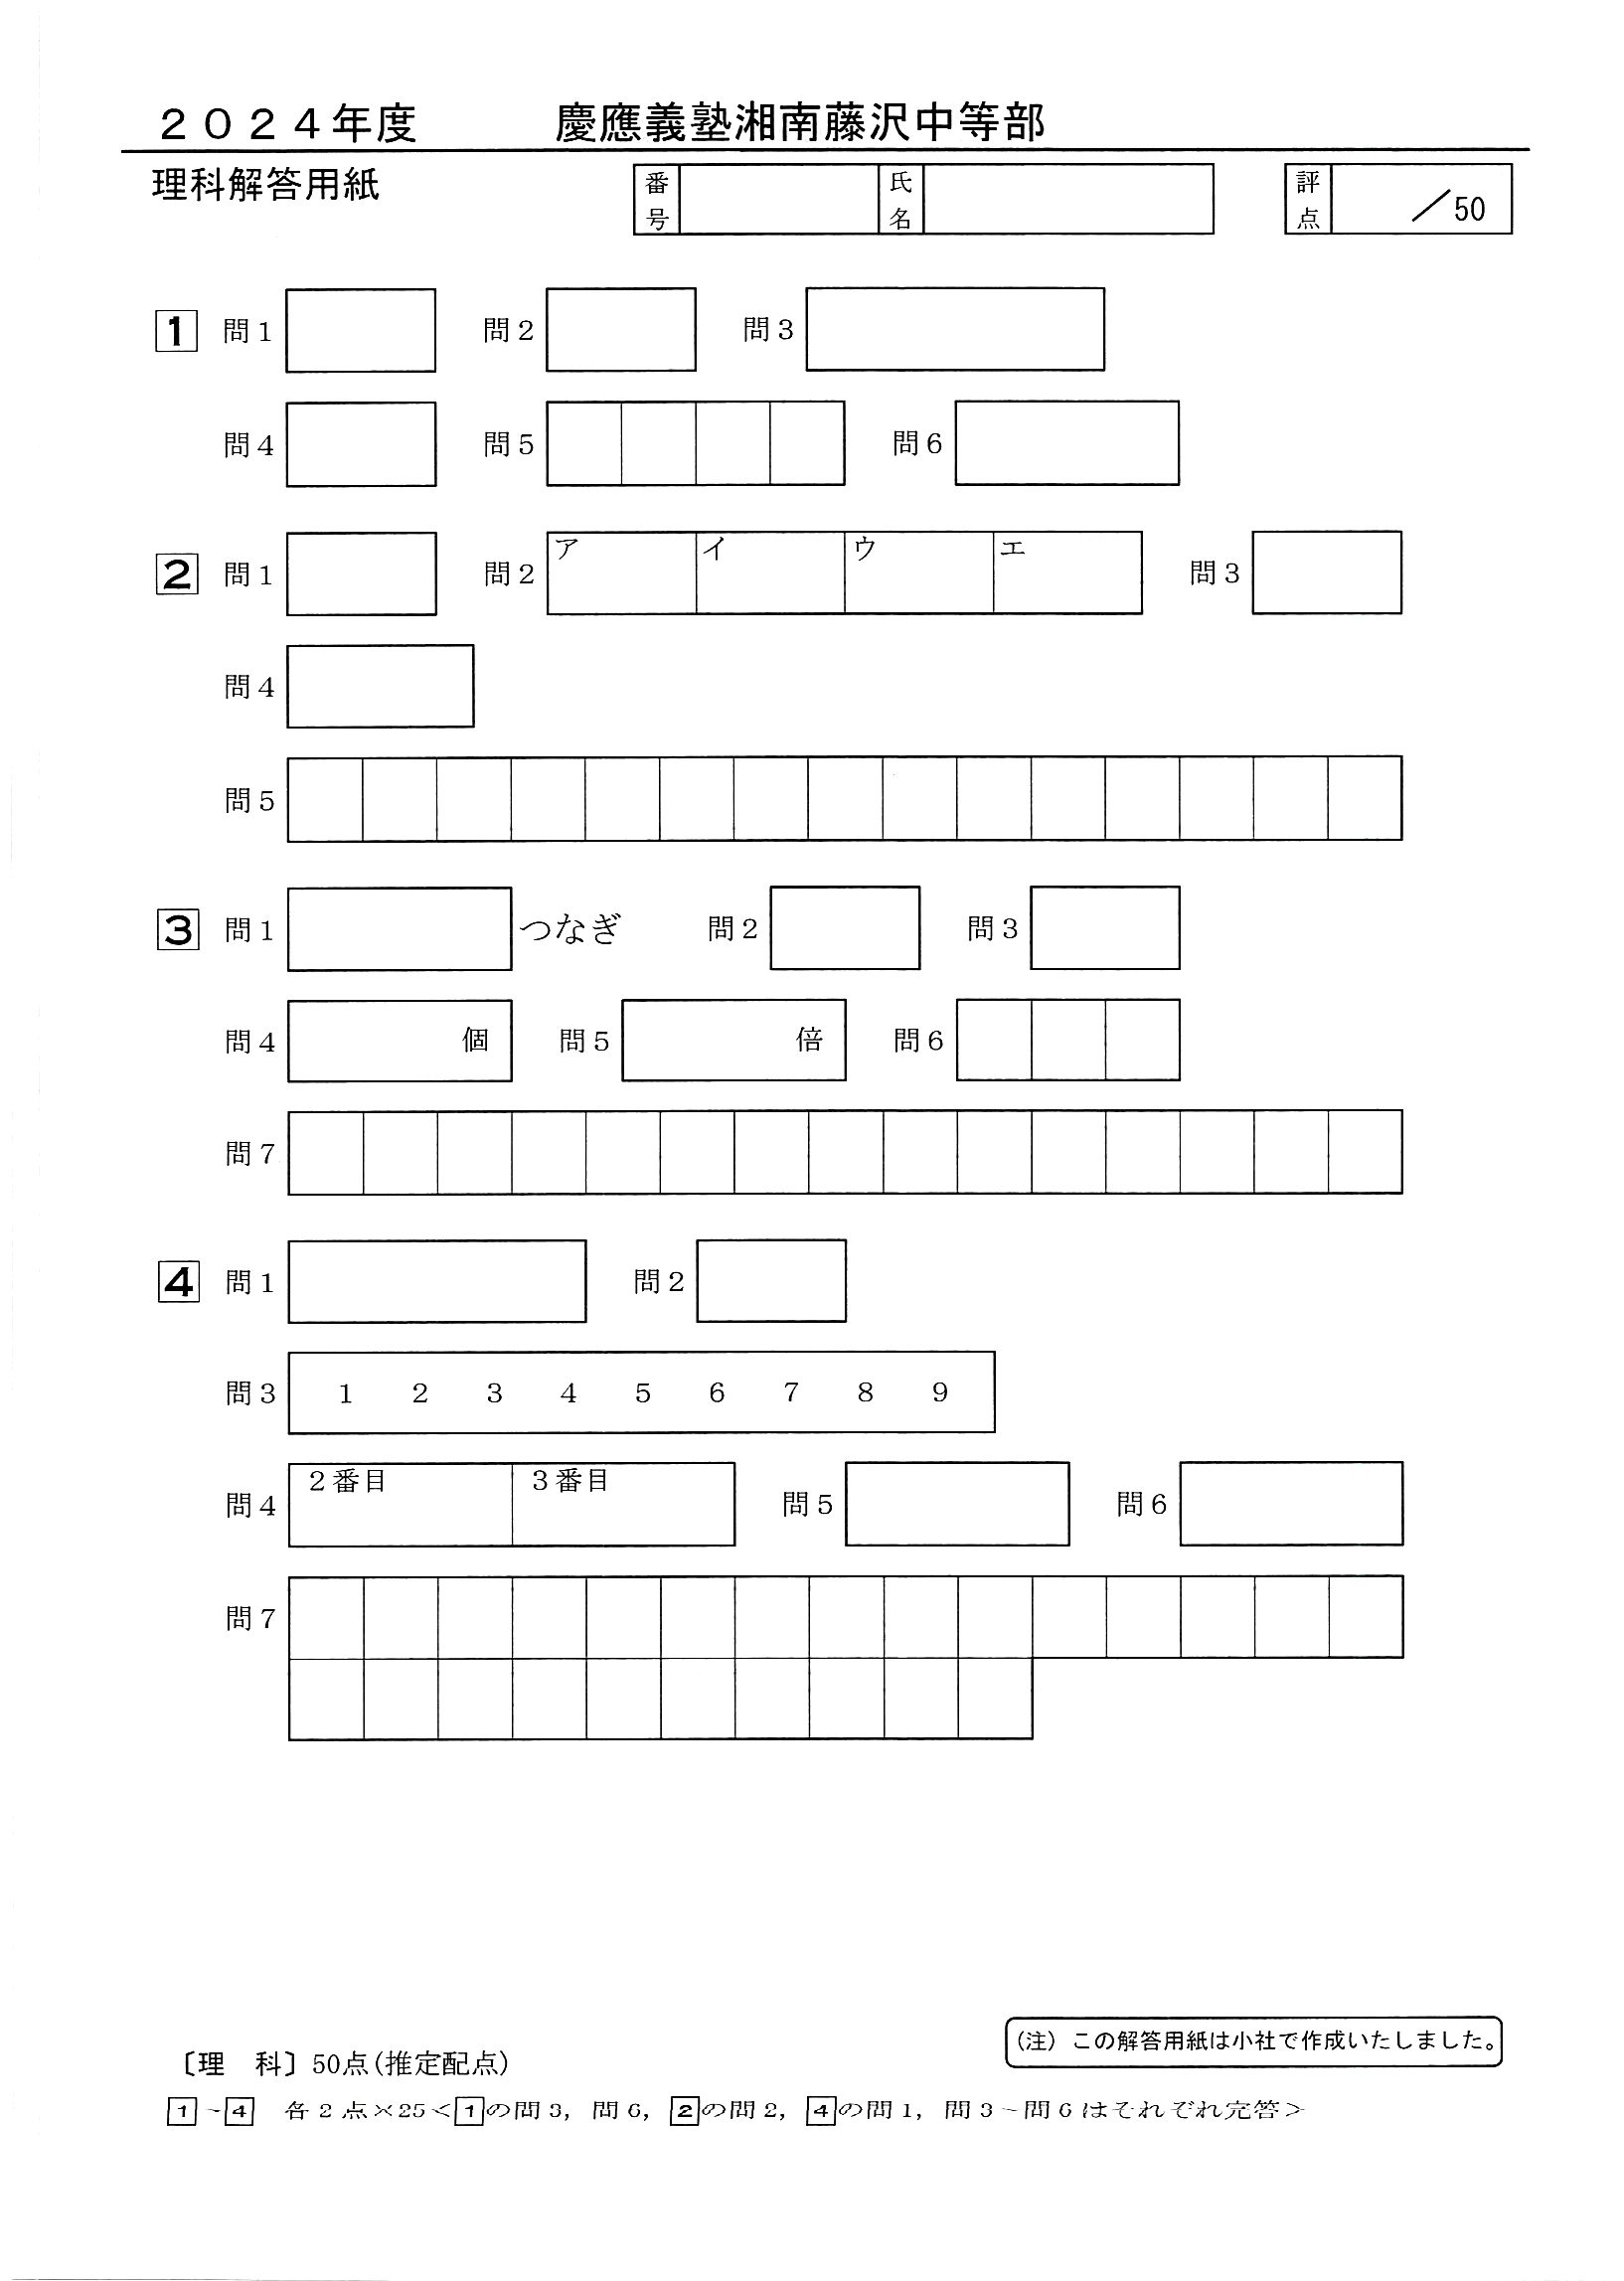 2024年度 慶應義塾湘南藤沢中等部
理科解答用紙 番号 氏名 評点 ／50
1 問1 問2 問3
問4 問5 問6
2 問1 問2 ア イ ウ エ 問3
問4
問5
3 問1 つなぎ 問2 問3
問4 個 問5 倍 問6
問7
4 問1 問2
問3 1 2 3 4 5 6 7 8 9
問4 2番目 3番目 問5 問6
問7
(注) この解答用紙は小社で作成いたしました。
〔理 科〕50点(推定配点)
1～4 各2点×25＜1の問3, 問6, 2の問2, 4の問1, 問3～問6はそれぞれ完答＞